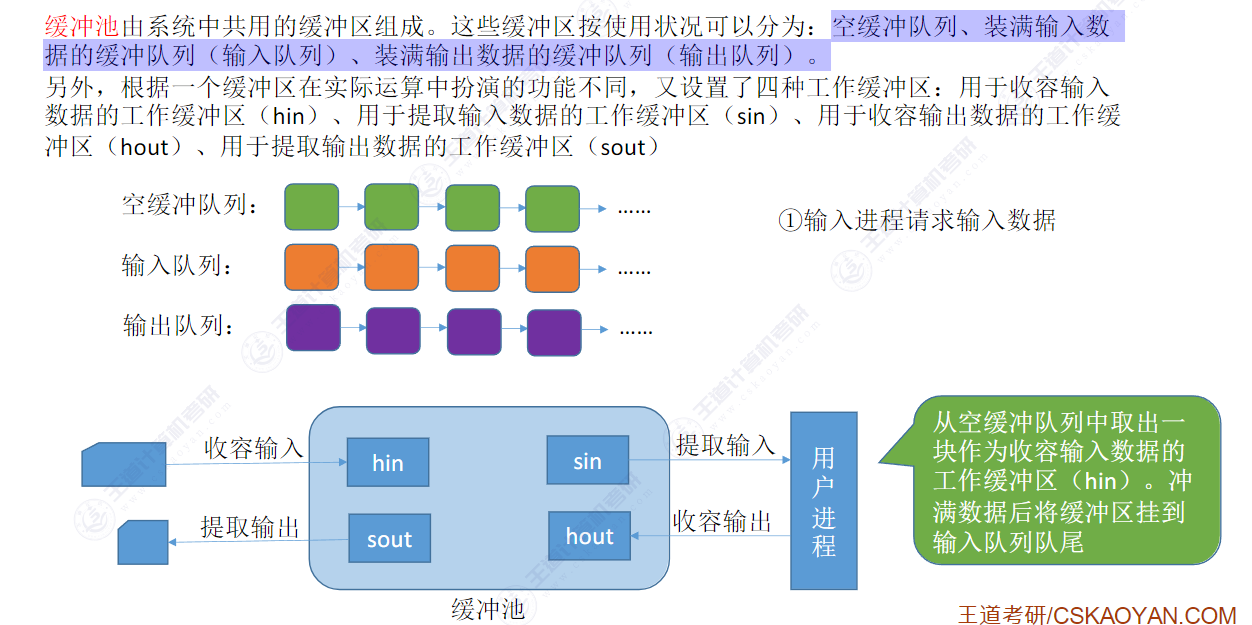 缓冲池由系统中共用的缓冲区组成。这些缓冲区按使用状况可以分为：空缓冲队列、装满输入数
据的缓冲队列（输入队列）、装满输出数据的缓冲队列（输出队列）。
另外，根据一个缓冲区在实际运算中扮演的功能不同，又设置了四种工作缓冲区：用于收容输入
数据的工作缓冲区（hin）、用于提取输入数据的工作缓冲区（sin）、用于收容输出数据的工作缓
冲区（hout）、用于提取输出数据的工作缓冲区（sout）
空缓冲队列：
……
①输入进程请求输入数据
输入队列：
……
输出队列：
……
收容输入
hin
sin
提取输入
提取输出
sout
hout
收容输出
用户进程
缓冲池
从空缓冲队列中取出一
块作为收容输入数据的
工作缓冲区（hin）。冲
满数据后将缓冲区挂到
输入队列队尾
王道考研/CSKAOYAN.COM
王道计算机考研
www.cskaoyan.com